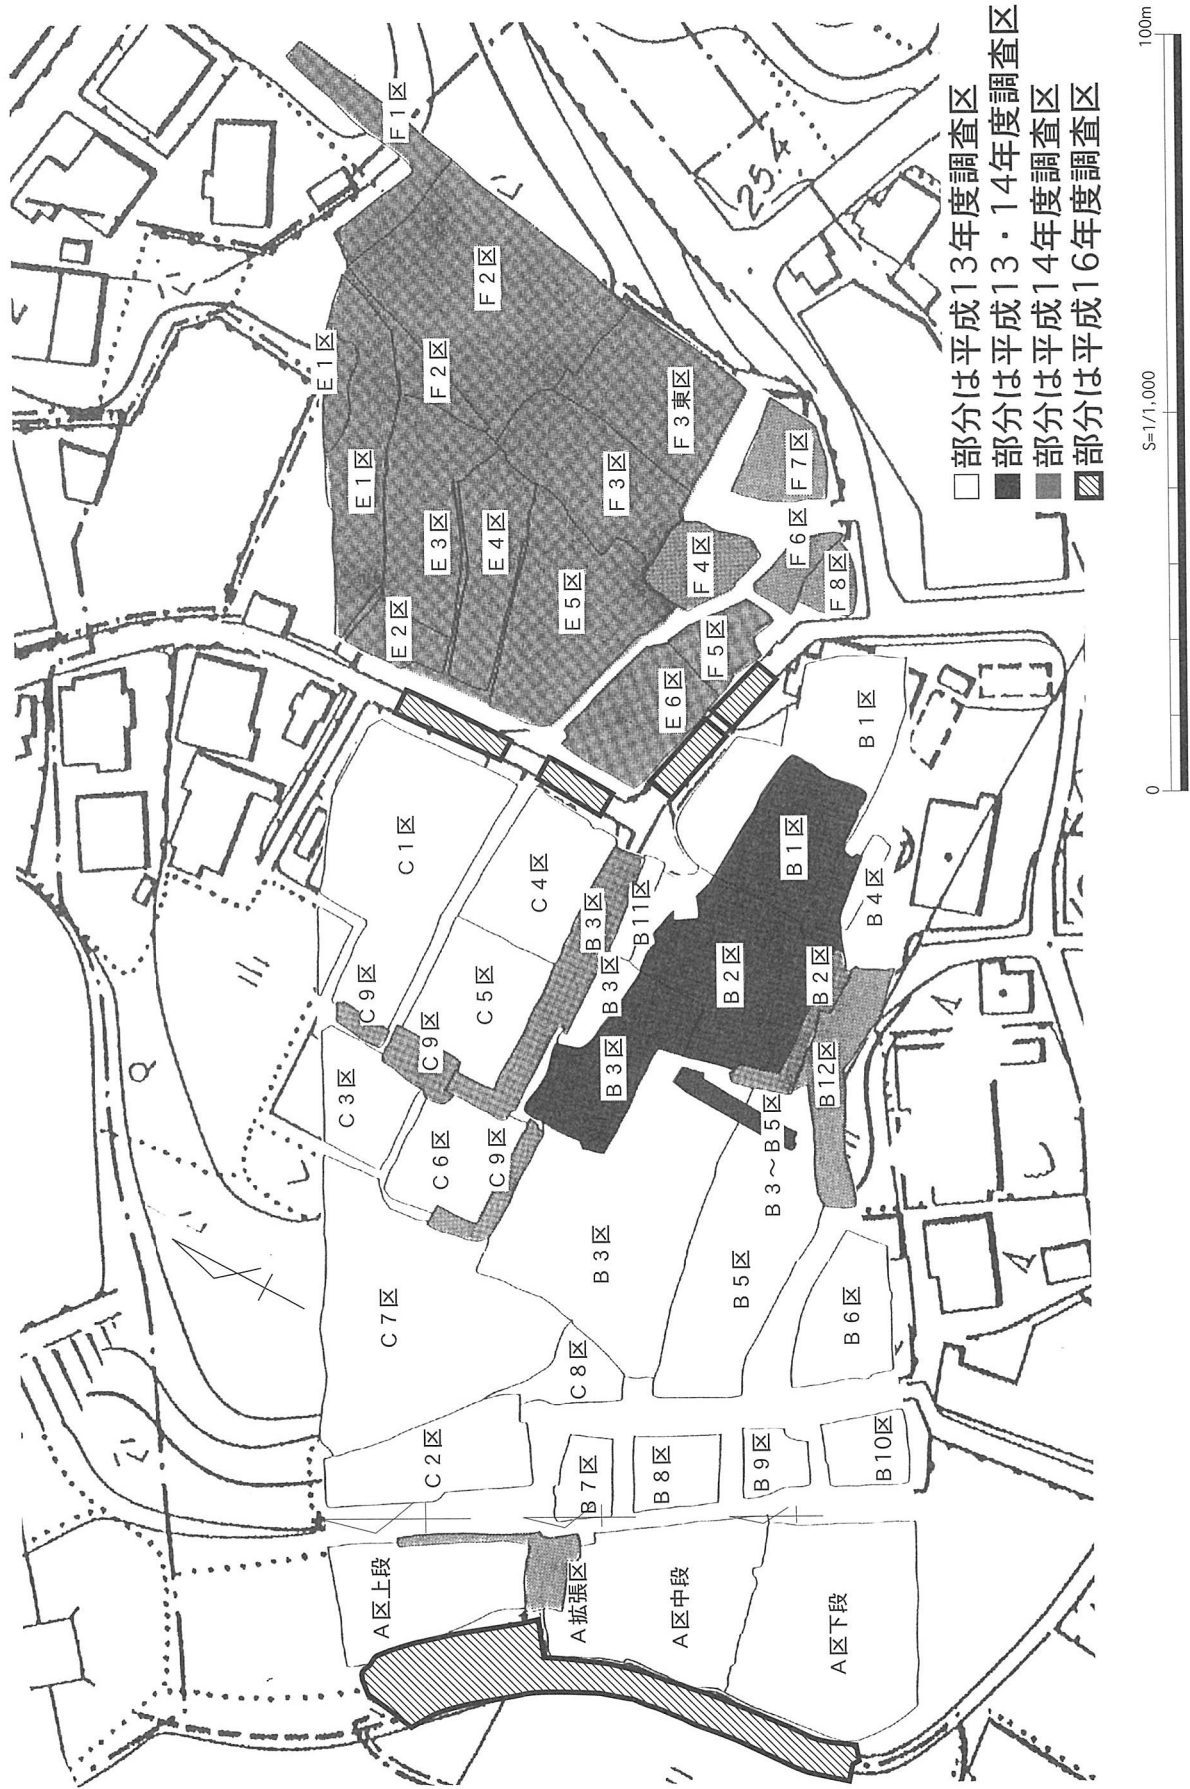 F1区
F2区
E1区
F2区
F3東区
E1区
F3区
F7区
E3区
E4区
F6区
F4区
E2区
E5区
F8区
F5区
E6区
B1区
C1区
B1区
C4区
B3区
B11区
B4区
C9区
C5区
B3区
B2区
B2区
C9区
B3区
B12区
C3区
C6区
C9区
B3～B5区
C7区
B3区
B5区
B6区
C8区
C2区
B7区
B8区
B9区
B10区
A区上段
A拡張区
A区中段
A区下段
25.4
部分は平成13年度調査区
部分は平成13・14年度調査区
部分は平成14年度調査区
部分は平成16年度調査区
0
S=1/1,000
100m